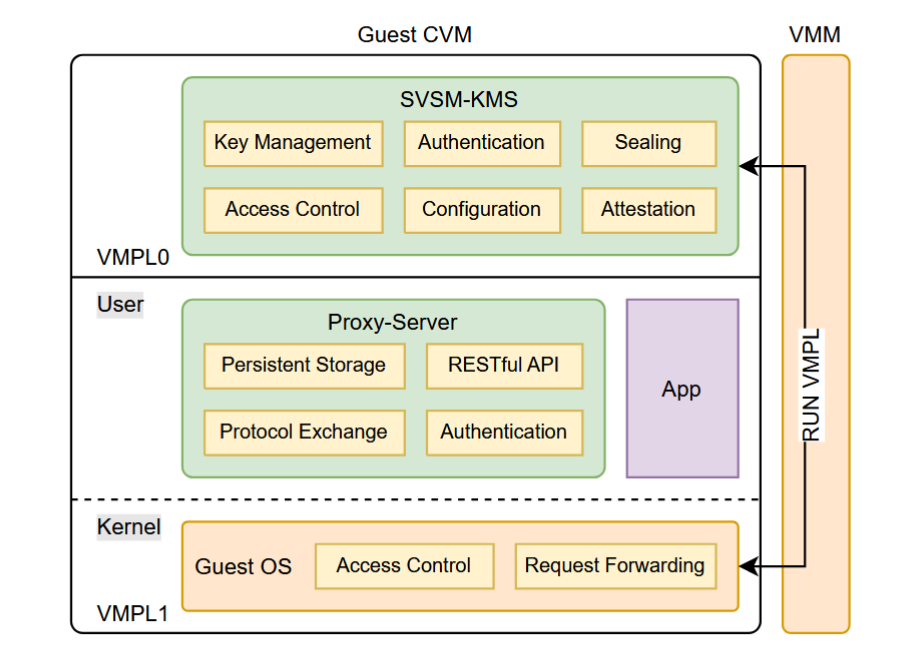 Guest CVM
VMM
SVSM-KMS
Key Management
Authentication
Sealing
Access Control
Configuration
Attestation
VMPL0
User
Proxy-Server
Persistent Storage
RESTful API
Protocol Exchange
Authentication
App
RUN VMPL
Kernel
Guest OS
Access Control
Request Forwarding
VMPL1